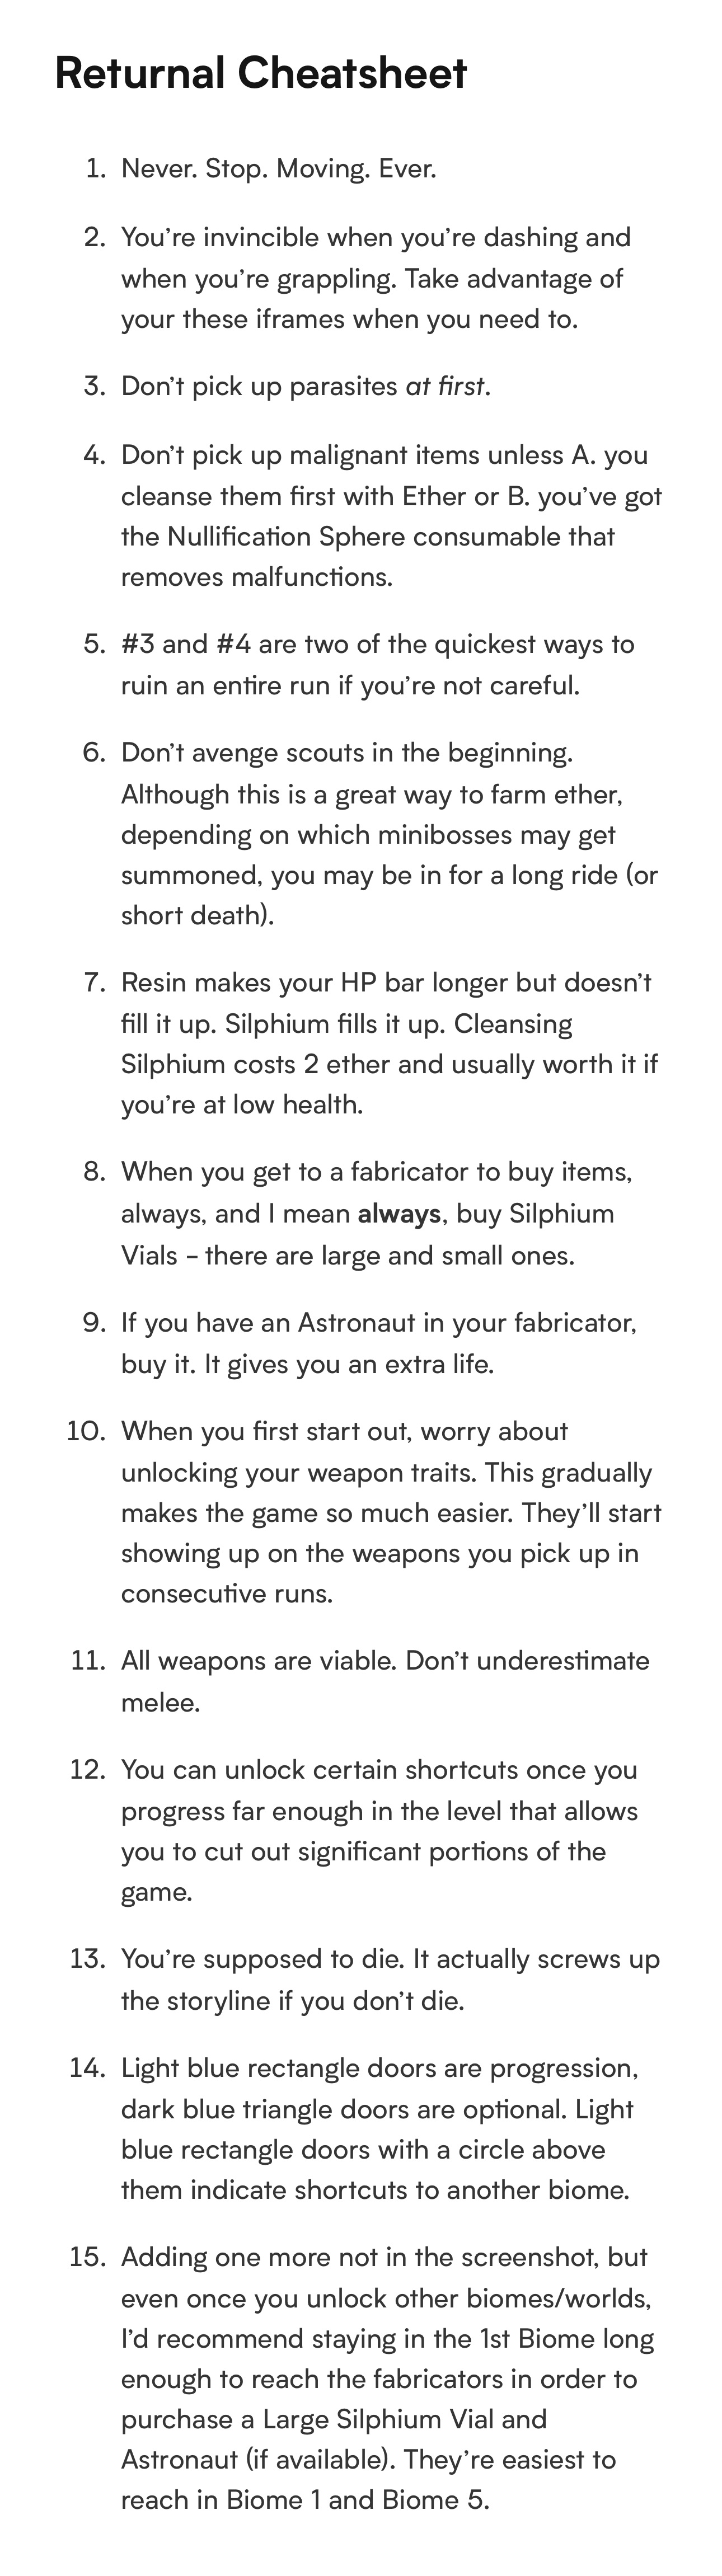 Returnal Cheatsheet
1. Never. Stop. Moving. Ever.
2. You’re invincible when you’re dashing and
when you’re grappling. Take advantage of
your these iframes when you need to.
3. Don’t pick up parasites at first.
4. Don’t pick up malignant items unless A. you
cleanse them first with Ether or B. you’ve got
the Nullification Sphere consumable that
removes malfunctions.
5. #3 and #4 are two of the quickest ways to
ruin an entire run if you’re not careful.
6. Don’t avenge scouts in the beginning.
Although this is a great way to farm ether,
depending on which minibosses may get
summoned, you may be in for a long ride (or
short death).
7. Resin makes your HP bar longer but doesn’t
fill it up. Silphium fills it up. Cleansing
Silphium costs 2 ether and usually worth it if
you’re at low health.
8. When you get to a fabricator to buy items,
always, and I mean always, buy Silphium
Vials – there are large and small ones.
9. If you have an Astronaut in your fabricator,
buy it. It gives you an extra life.
10. When you first start out, worry about
unlocking your weapon traits. This gradually
makes the game so much easier. They’ll start
showing up on the weapons you pick up in
consecutive runs.
11. All weapons are viable. Don’t underestimate
melee.
12. You can unlock certain shortcuts once you
progress far enough in the level that allows
you to cut out significant portions of the
game.
13. You’re supposed to die. It actually screws up
the storyline if you don’t die.
14. Light blue rectangle doors are progression,
dark blue triangle doors are optional. Light
blue rectangle doors with a circle above
them indicate shortcuts to another biome.
15. Adding one more not in the screenshot, but
even once you unlock other biomes/worlds,
I’d recommend staying in the 1st Biome long
enough to reach the fabricators in order to
purchase a Large Silphium Vial and
Astronaut (if available). They’re easiest to
reach in Biome 1 and Biome 5.